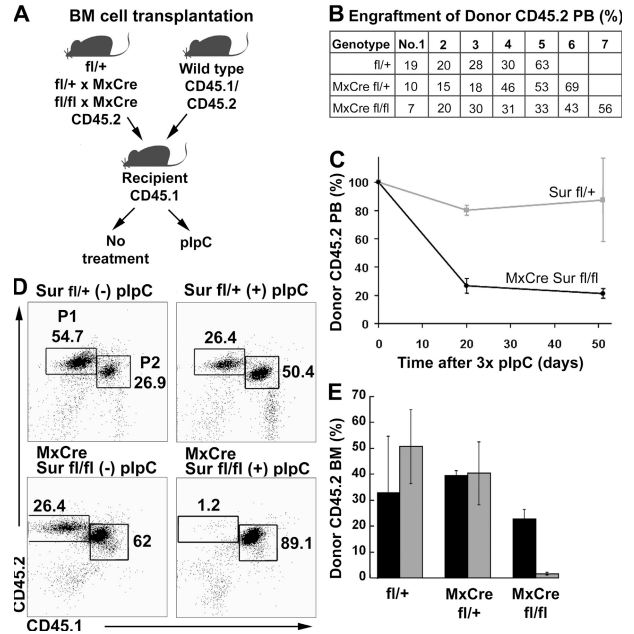 A
BM cell transplantation
fl/+
fl/+ x MxCre
fl/fl x MxCre
CD45.2
Wild type
CD45.1/
CD45.2
Recipient
CD45.1
No
treatment
pIpC
B Engraftment of Donor CD45.2 PB (%)
Genotype No.1 2 3 4 5 6 7
fl/+ 19 20 28 30 63
MxCre fl/+ 10 15 18 46 53 69
MxCre fl/fl 7 20 30 31 33 43 56
C
Donor CD45.2 PB (%)
100
80
60
40
20
0
Sur fl/+
MxCre Sur fl/fl
0 10 20 30 40 50 60
Time after 3x pIpC (days)
D
Sur fl/+ (-) pIpC
P1
54.7
P2
26.9
Sur fl/+ (+) pIpC
26.4
50.4
MxCre
Sur fl/fl (-) pIpC
26.4
62
MxCre
Sur fl/fl (+) pIpC
1.2
89.1
CD45.2
CD45.1
E
Donor CD45.2 BM (%)
70
60
50
40
30
20
10
0
fl/+
MxCre
fl/+
MxCre
fl/fl